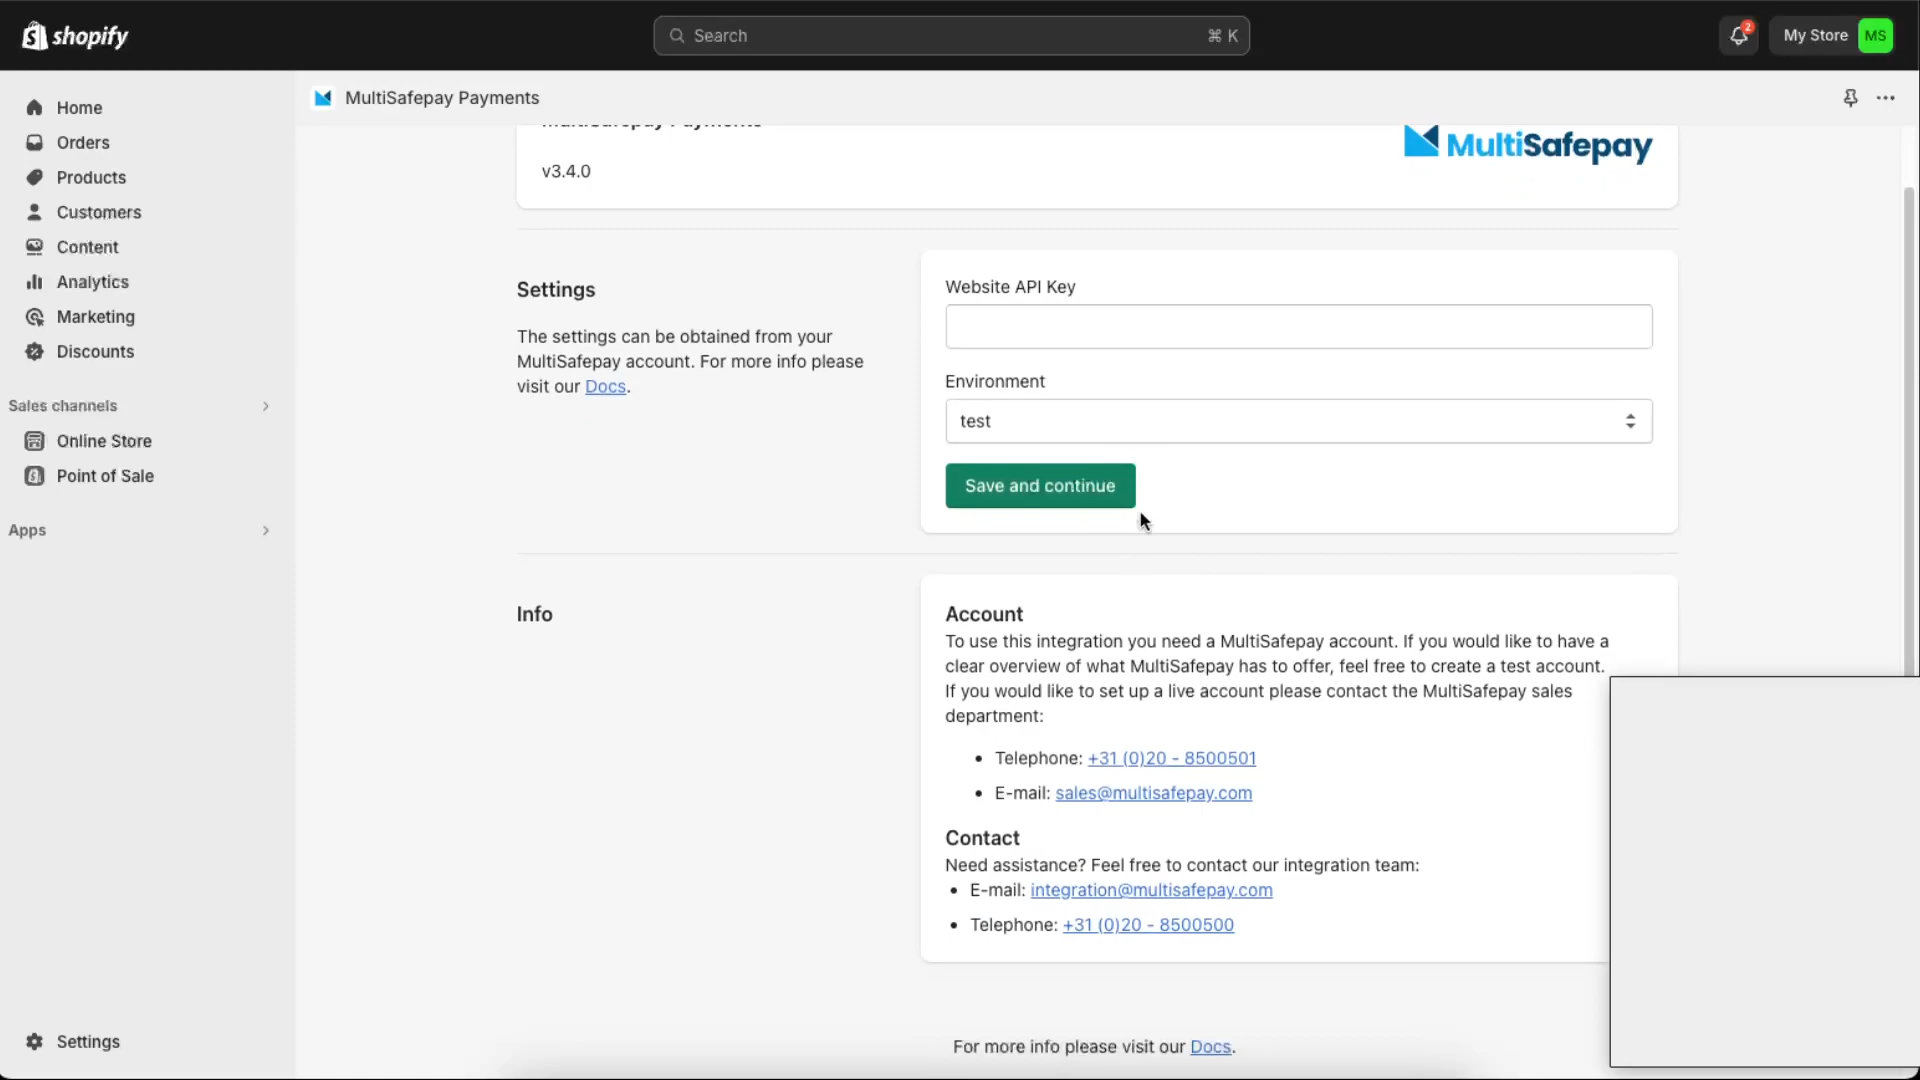 shopify
Search
⌘ K
2
My Store
MS
Home
Orders
Products
Customers
Content
Analytics
Marketing
Discounts
Sales channels
Online Store
Point of Sale
Apps
Settings
MultiSafepay Payments
MultiSafepay Payments
v3.4.0
MultiSafepay
Settings
The settings can be obtained from your
MultiSafepay account. For more info please
visit our Docs.
Website API Key
Environment
test
Save and continue
Info
Account
To use this integration you need a MultiSafepay account. If you would like to have a
clear overview of what MultiSafepay has to offer, feel free to create a test account.
If you would like to set up a live account please contact the MultiSafepay sales
department:
• Telephone: +31 (0)20 - 8500501
• E-mail: sales@multisafepay.com
Contact
Need assistance? Feel free to contact our integration team:
• E-mail: integration@multisafepay.com
• Telephone: +31 (0)20 - 8500500
For more info please visit our Docs.